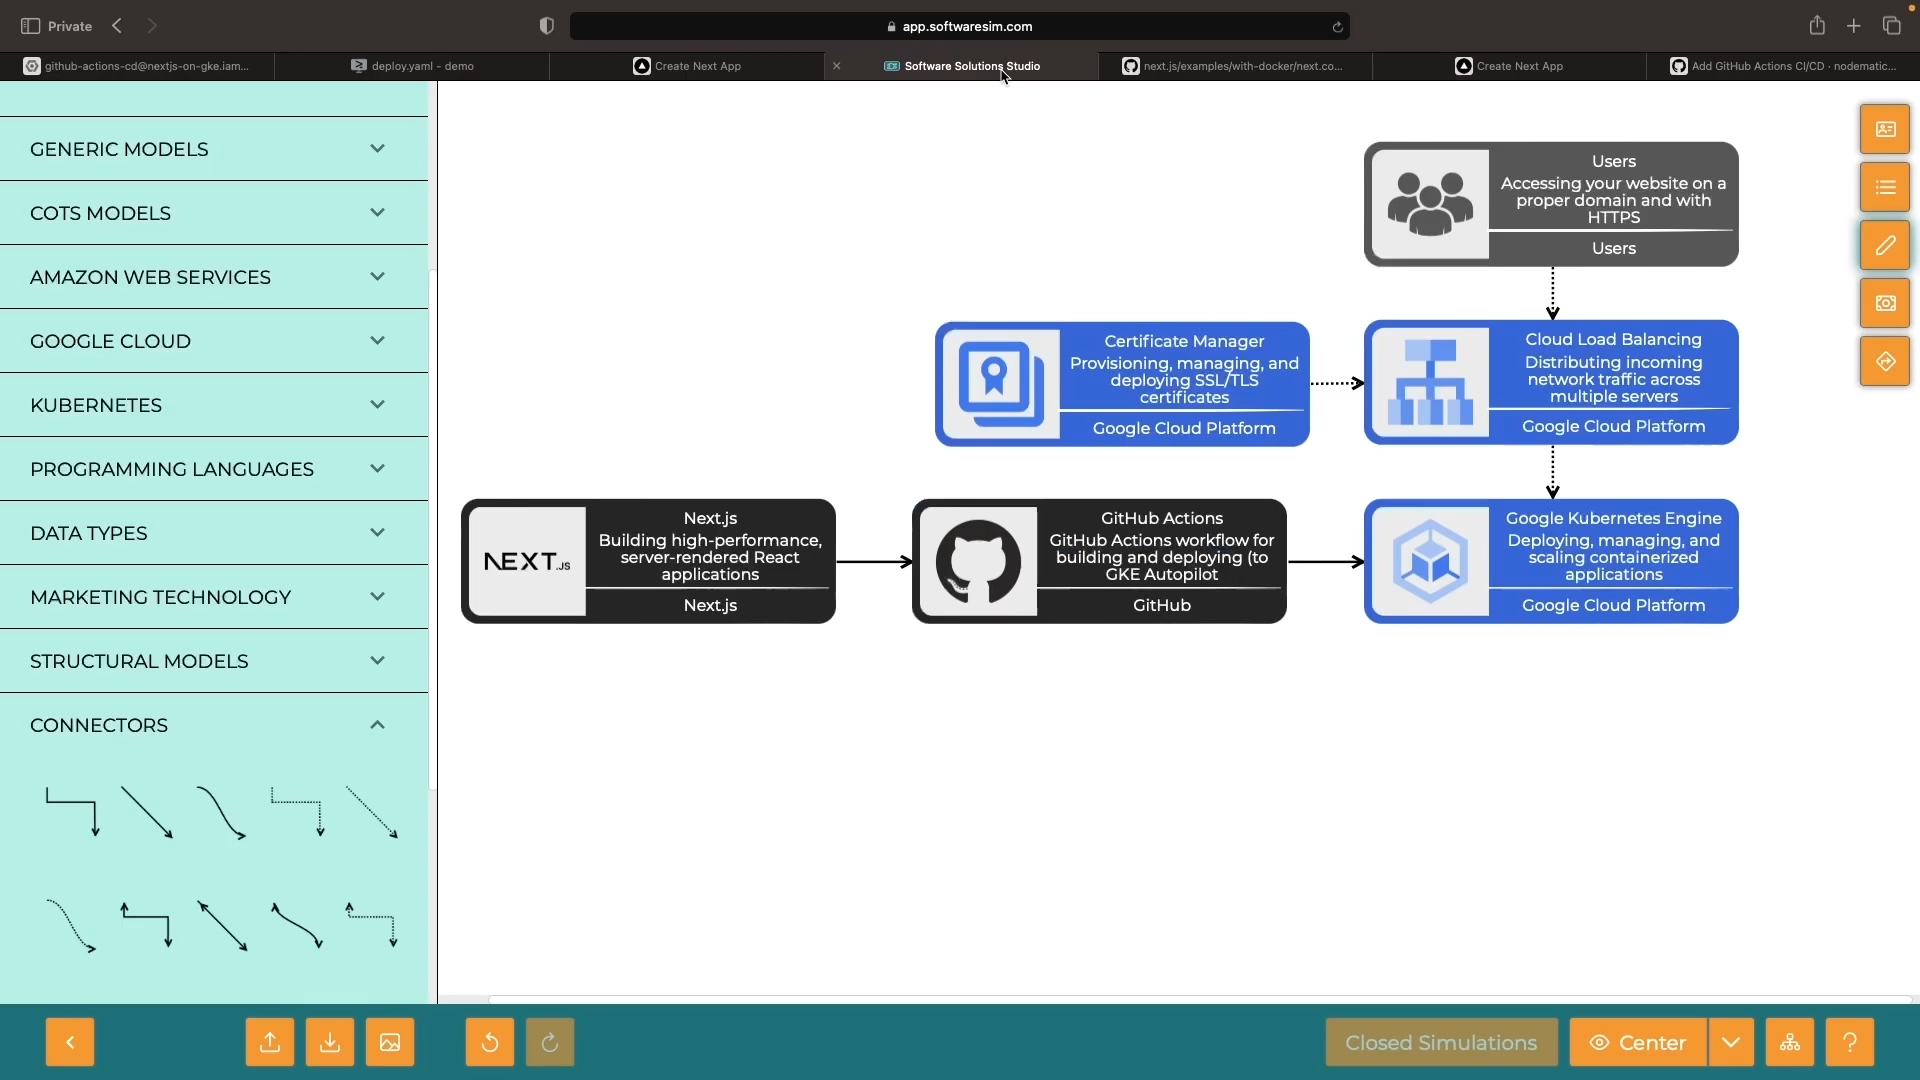 Private
app.softwaresim.com
github-actions-cd@nextjs-on-gke.iam...
deploy.yaml - demo
Create Next App
Software Solutions Studio
next.js/examples/with-docker/next.co...
Create Next App
Add GitHub Actions CI/CD · nodematic...
GENERIC MODELS
COTS MODELS
AMAZON WEB SERVICES
GOOGLE CLOUD
KUBERNETES
PROGRAMMING LANGUAGES
DATA TYPES
MARKETING TECHNOLOGY
STRUCTURAL MODELS
CONNECTORS
Users
Accessing your website on a
proper domain and with
HTTPS
Users
Certificate Manager
Provisioning, managing, and
deploying SSL/TLS
certificates
Google Cloud Platform
Cloud Load Balancing
Distributing incoming
network traffic across
multiple servers
Google Cloud Platform
NEXT.JS
Next.js
Building high-performance,
server-rendered React
applications
Next.js
GitHub Actions
GitHub Actions workflow for
building and deploying (to
GKE Autopilot
GitHub
Google Kubernetes Engine
Deploying, managing, and
scaling containerized
applications
Google Cloud Platform
Closed Simulations
Center
?